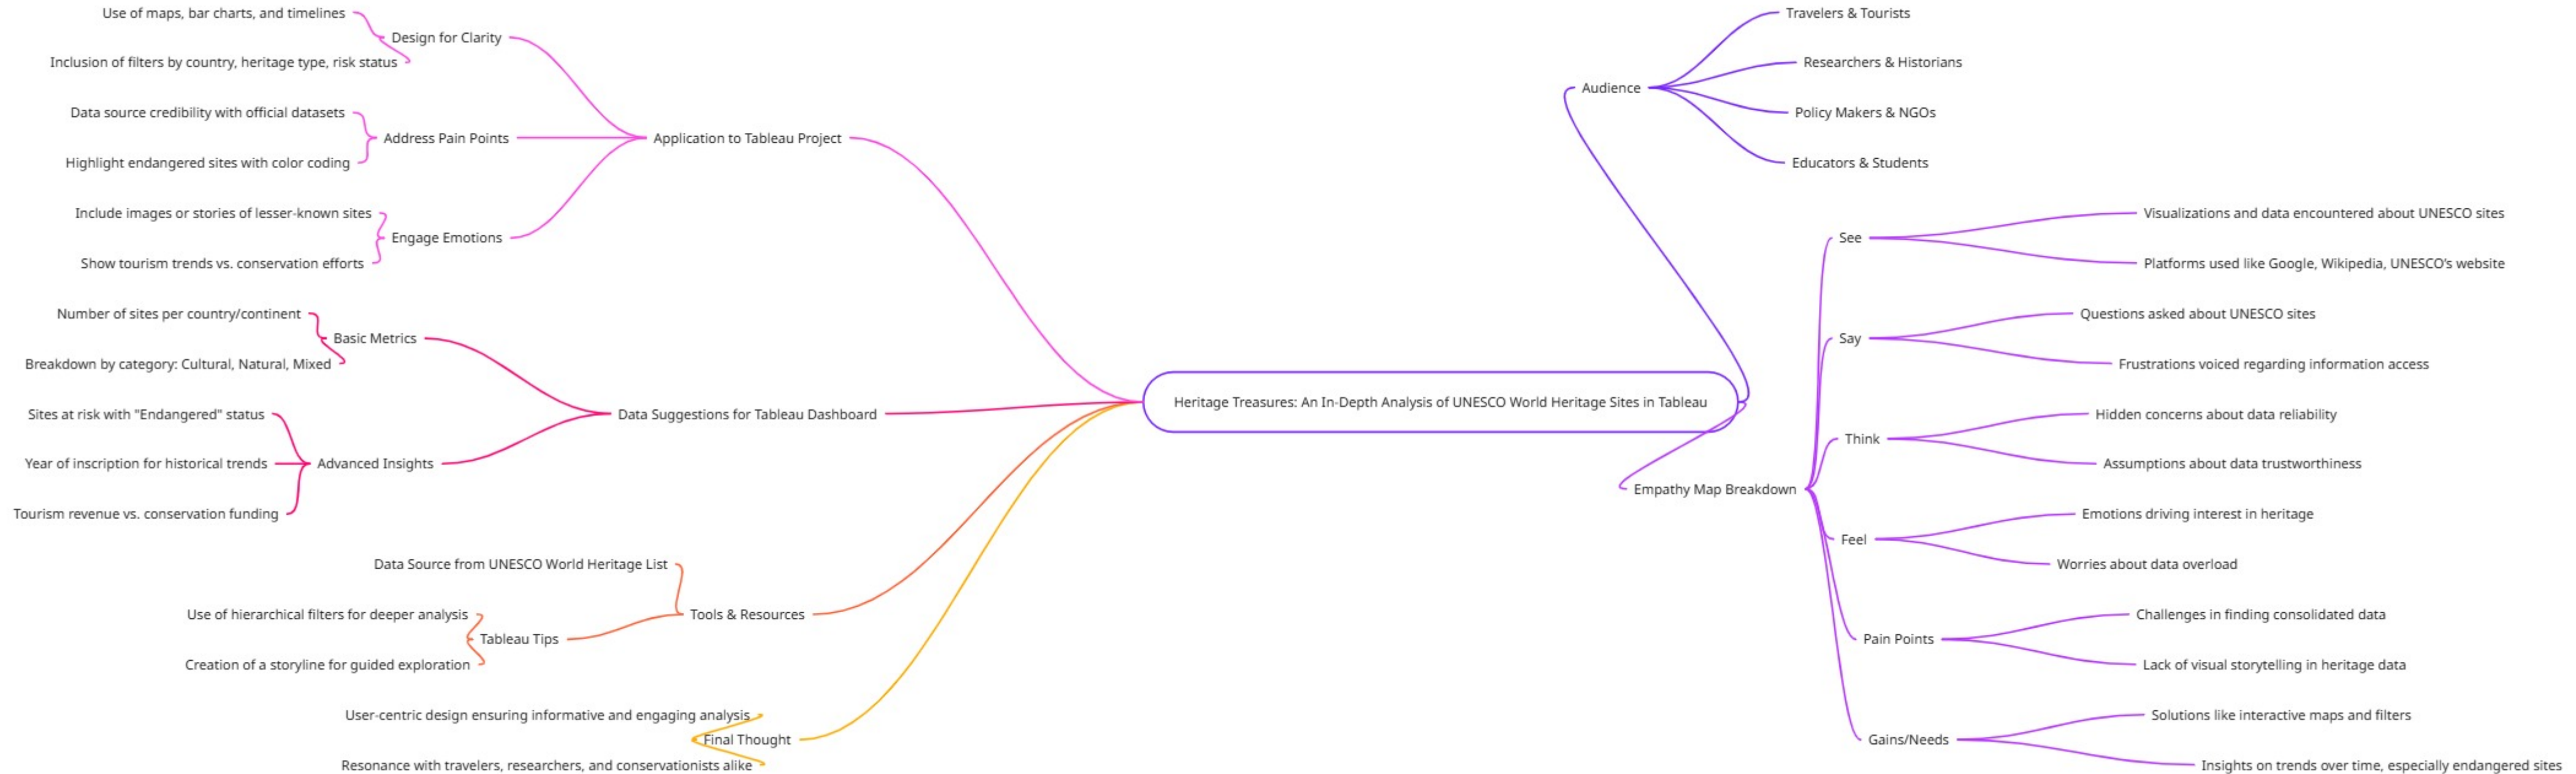 Heritage Treasures: An In-Depth Analysis of UNESCO World Heritage Sites in Tableau
Audience
Travelers & Tourists
Researchers & Historians
Policy Makers & NGOs
Educators & Students
Empathy Map Breakdown
See
Visualizations and data encountered about UNESCO sites
Platforms used like Google, Wikipedia, UNESCO's website
Say
Questions asked about UNESCO sites
Frustrations voiced regarding information access
Think
Hidden concerns about data reliability
Assumptions about data trustworthiness
Feel
Emotions driving interest in heritage
Worries about data overload
Pain Points
Challenges in finding consolidated data
Lack of visual storytelling in heritage data
Gains/Needs
Solutions like interactive maps and filters
Insights on trends over time, especially endangered sites
Application to Tableau Project
Design for Clarity
Use of maps, bar charts, and timelines
Inclusion of filters by country, heritage type, risk status
Address Pain Points
Data source credibility with official datasets
Highlight endangered sites with color coding
Engage Emotions
Include images or stories of lesser-known sites
Show tourism trends vs. conservation efforts
Data Suggestions for Tableau Dashboard
Basic Metrics
Number of sites per country/continent
Breakdown by category: Cultural, Natural, Mixed
Advanced Insights
Sites at risk with "Endangered" status
Year of inscription for historical trends
Tourism revenue vs. conservation funding
Tools & Resources
Data Source from UNESCO World Heritage List
Tableau Tips
Use of hierarchical filters for deeper analysis
Creation of a storyline for guided exploration
Final Thought
User-centric design ensuring informative and engaging analysis
Resonance with travelers, researchers, and conservationists alike